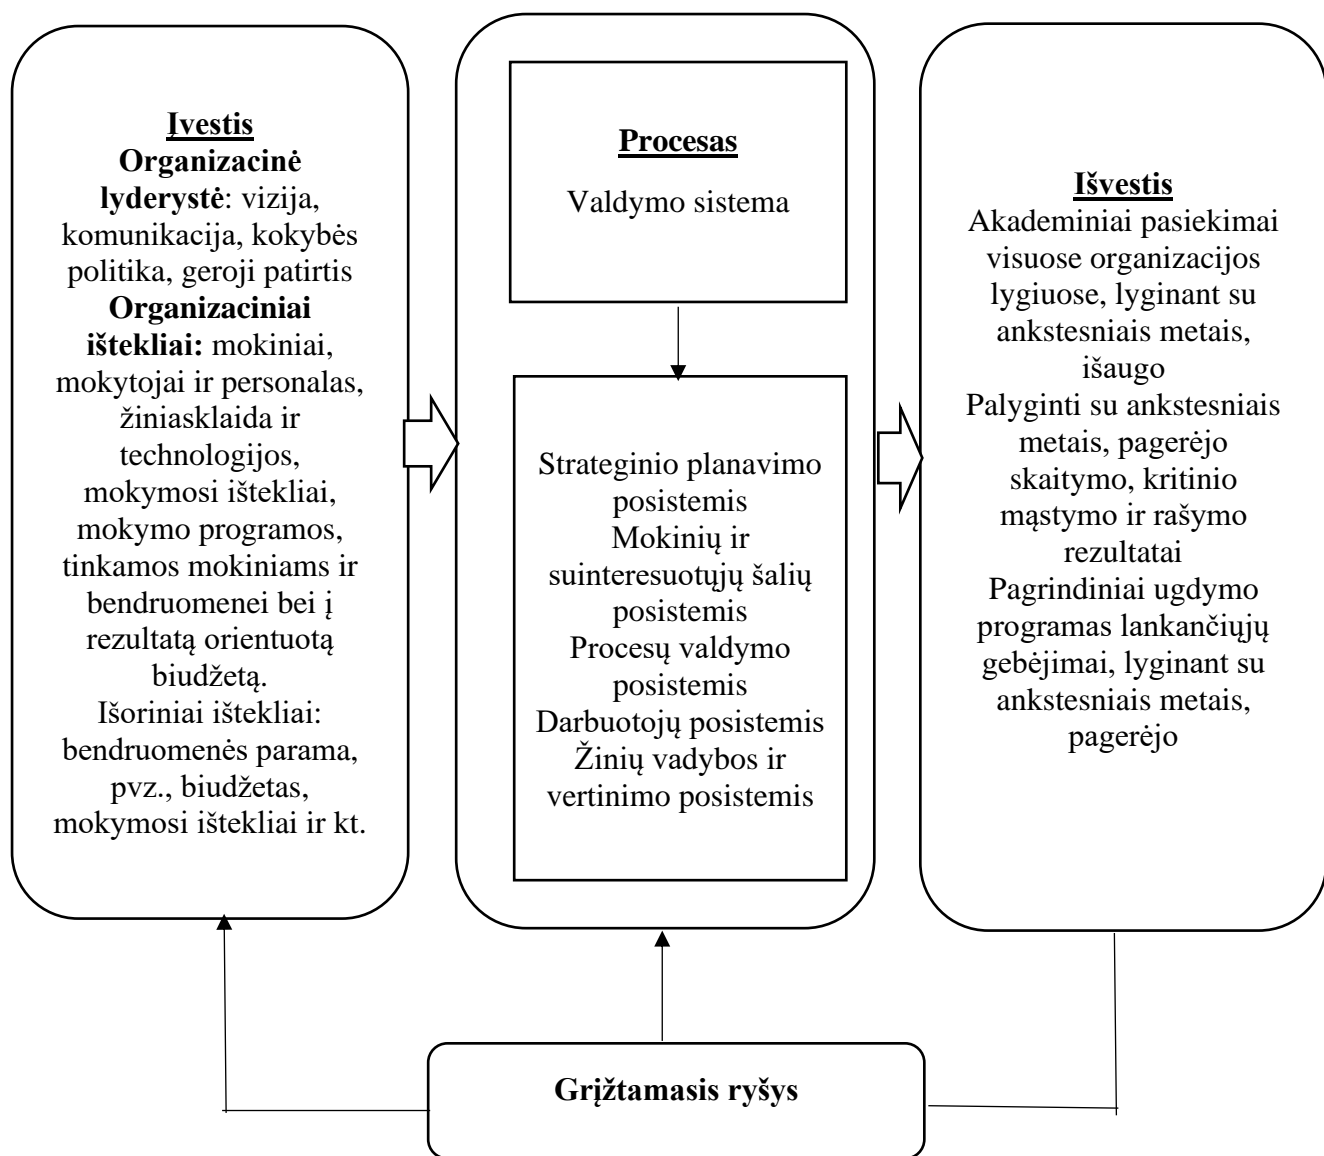 Įvestis
Organizacinė
lyderystė: vizija,
komunikacija, kokybės
politika, geroji patirtis
Organizaciniai
ištekliai: mokiniai,
mokytojai ir personalas,
žiniasklaida ir
technologijos,
mokymosi ištekliai,
mokymo programos,
tinkamos mokiniams ir
bendruomenei bei į
rezultatą orientuotą
biudžetą.
Išoriniai ištekliai:
bendruomenės parama,
pvz., biudžetas,
mokymosi ištekliai ir kt.
Procesas
Valdymo sistema
Strateginio planavimo
posistemis
Mokinių ir
suinteresuotųjų šalių
posistemis
Procesų valdymo
posistemis
Darbuotojų posistemis
Žinių vadybos ir
vertinimo posistemis
Išvestis
Akademiniai pasiekimai
visuose organizacijos
lygiuose, lyginant su
ankstesniais metais,
išaugo
Palyginti su ankstesniais
metais, pagerėjo
skaitymo, kritinio
mąstymo ir rašymo
rezultatai
Pagrindiniai ugdymo
programas lankančiųjų
gebėjimai, lyginant su
ankstesniais metais,
pagerėjo
Grįžtamasis ryšys